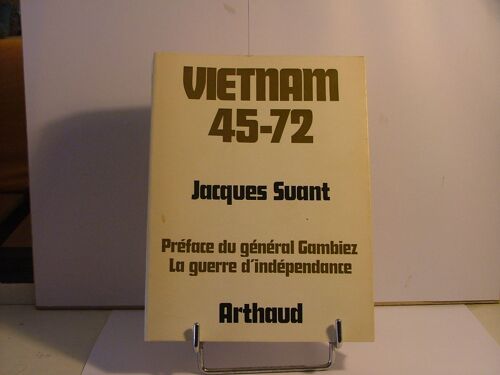 VIETNAM
45-72
Jacques Suant
Préface du général Gambiez
La guerre d'indépendance
Arthaud